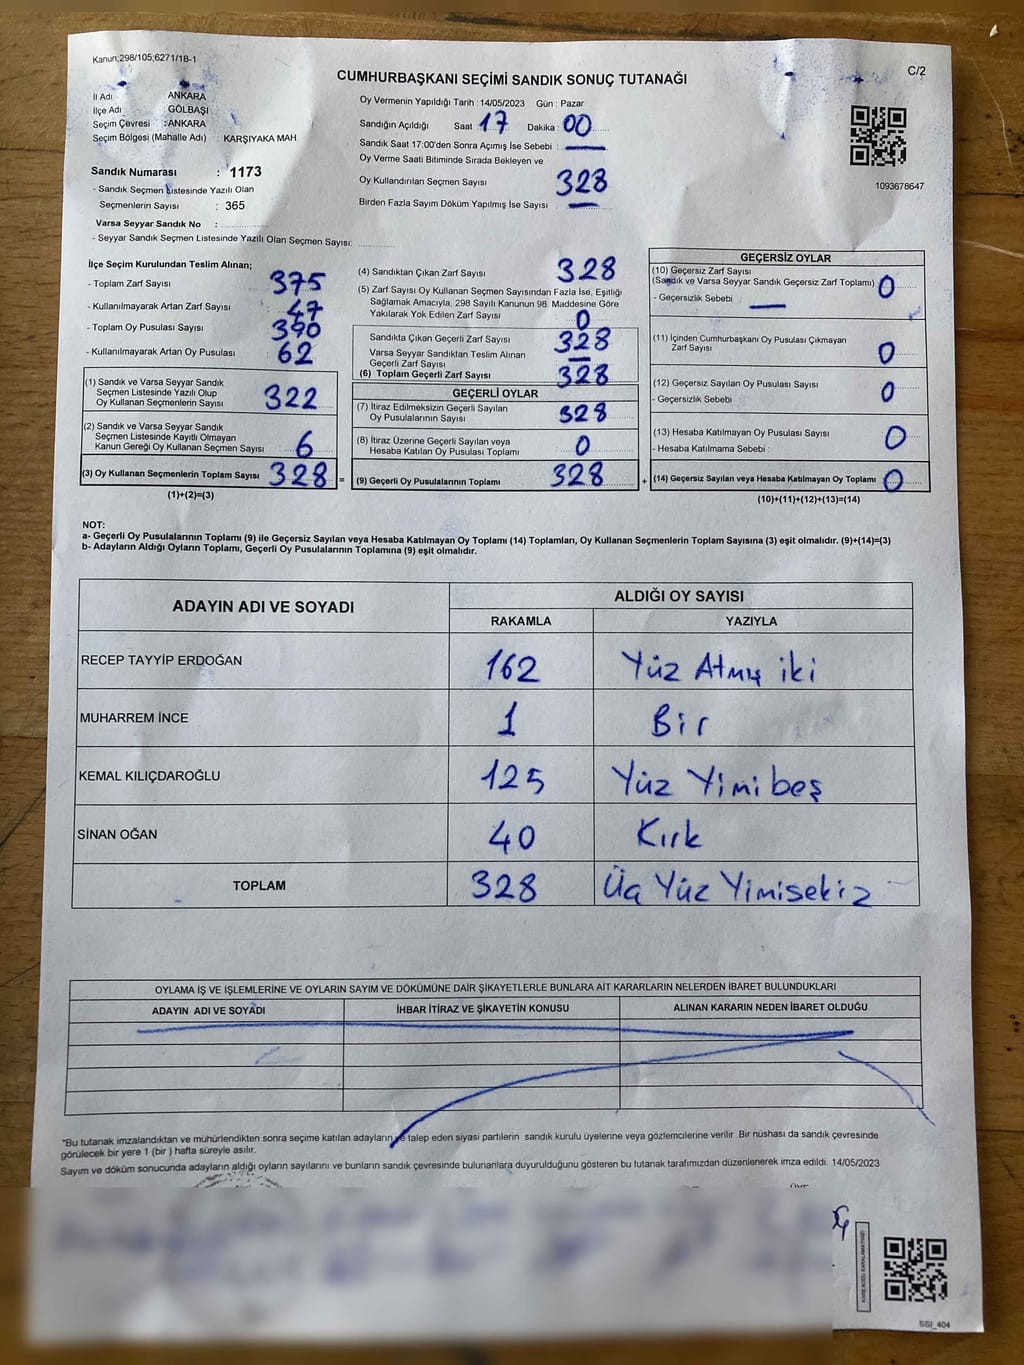 Kanun;298/105,6271/18-1
CUMHURBAŞKANI SEÇİMİ SANDIK SONUÇ TUTANAĞI
C/2
İl Adı ANKARA
İlçe Adı GÖLBAŞI
Seçim Çevresi :ANKARA
Seçim Bölgesi (Mahalle Adı) : KARŞIYAKA MAH.
Sandık Numarası : 1173
- Sandık Seçmen Listesinde Yazılı Olan
Seçmenlerin Sayısı : 365
Varsa Seyyar Sandık No :
- Seyyar Sandık Seçmen Listesinde Yazılı Olan Seçmen Sayısı:
Oy Vermenin Yapıldığı Tarih : 14/05/2023 Gün : Pazar
Sandığın Açıldığı Saat 17 Dakika : 00
Sandık Saat 17:00'den Sonra Açımış İse Sebebi :
Oy Verme Saati Bitiminde Sırada Bekleyen ve
Oy Kullandırılan Seçmen Sayısı 328
Birden Fazla Sayım Döküm Yapılmış İse Sayısı :
1093678647
İlçe Seçim Kurulundan Teslim Alınan;
- Toplam Zarf Sayısı 375
- Kullanılmayarak Artan Zarf Sayısı : 47
- Toplam Oy Pusulası Sayısı 390
- Kullanılmayarak Artan Oy Pusulası : 62
(1) Sandık ve Varsa Seyyar Sandık
Seçmen Listesinde Yazılı Olup
Oy Kullanan Seçmenlerin Sayısı 322
(2) Sandık ve Varsa Seyyar Sandık
Seçmen Listesinde Kayıtlı Olmayan
Kanun Gereği Oy Kullanan Seçmen Sayısı 6
(3) Oy Kullanan Seçmenlerin Toplam Sayısı 328 =
(1)+(2)=(3)
(4) Sandıktan Çıkan Zarf Sayısı 328
(5) Zarf Sayısı Oy Kullanan Seçmen Sayısından Fazla İse, Eşitliği
Sağlamak Amacıyla, 298 Sayılı Kanunun 98. Maddesine Göre
Yakılarak Yok Edilen Zarf Sayısı 0
Sandıkta Çıkan Geçerli Zarf Sayısı 328
Varsa Seyyar Sandıktan Teslim Alınan
Geçerli Zarf Sayısı
(6) Toplam Geçerli Zarf Sayısı 328
GEÇERLİ OYLAR
(7) İtiraz Edilmeksizin Geçerli Sayılan
Oy Pusulalarının Sayısı 328
(8) İtiraz Üzerine Geçerli Sayılan veya
Hesaba Katılan Oy Pusulası Toplamı 0
(9) Geçerli Oy Pusulalarının Toplamı 328 +
GEÇERSİZ OYLAR
(10) Geçersiz Zarf Sayısı
(Sandık ve Varsa Seyyar Sandık Geçersiz Zarf Toplamı) 0
- Geçersizlik Sebebi :
(11) İçinden Cumhurbaşkanı Oy Pusulası Çıkmayan
Zarf Sayısı 0
(12) Geçersiz Sayılan Oy Pusulası Sayısı 0
- Geçersizlik Sebebi
(13) Hesaba Katılmayan Oy Pusulası Sayısı 0
- Hesaba Katılmama Sebebi :
(14) Geçersiz Sayılan veya Hesaba Katılmayan Oy Toplamı 0
(10)+(11)+(12)+(13)=(14)
NOT:
a- Geçerli Oy Pusulalarının Toplamı (9) ile Geçersiz Sayılan veya Hesaba Katılmayan Oy Toplamı (14) Toplamları, Oy Kullanan Seçmenlerin Toplam Sayısına (3) eşit olmalıdır. (9)+(14)=(3)
b- Adayların Aldığı Oyların Toplamı, Geçerli Oy Pusulalarının Toplamına (9) eşit olmalıdır.
ADAYIN ADI VE SOYADI ALDIĞI OY SAYISI
RAKAMLA YAZIYLA
RECEP TAYYİP ERDOĞAN 162 Yüz Atmış iki
MUHARREM İNCE 1 Bir
KEMAL KILIÇDAROĞLU 125 Yüz Yimi beş
SİNAN OĞAN 40 Kırk
TOPLAM 328 Üç Yüz Yimisekiz
OYLAMA İŞ VE İŞLEMLERİNE VE OYLARIN SAYIM VE DÖKÜMÜNE DAİR ŞİKAYETLERLE BUNLARA AİT KARARLARIN NELERDEN İBARET BULUNDUKLARI
ADAYIN ADI VE SOYADI İHBAR İTİRAZ VE ŞİKAYETİN KONUSU ALINAN KARARIN NEDEN İBARET OLDUĞU
"Bu tutanak imzalandıktan ve mühürlendikten sonra seçime katılan adayların ve talep eden siyasi partilerin sandık kurulu üyelerine veya gözlemcilerine verilir .Bir nüshası da sandık çevresinde
görülecek bir yere 1 (bir ) hafta süreyle asılır.
Sayım ve döküm sonucunda adayların aldığı oyların sayılarını ve bunların sandık çevresinde bulunanlara duyurulduğunu gösteren bu tutanak tarafımızdan düzenlenerek imza edildi. 14/05/2023
SSI_404